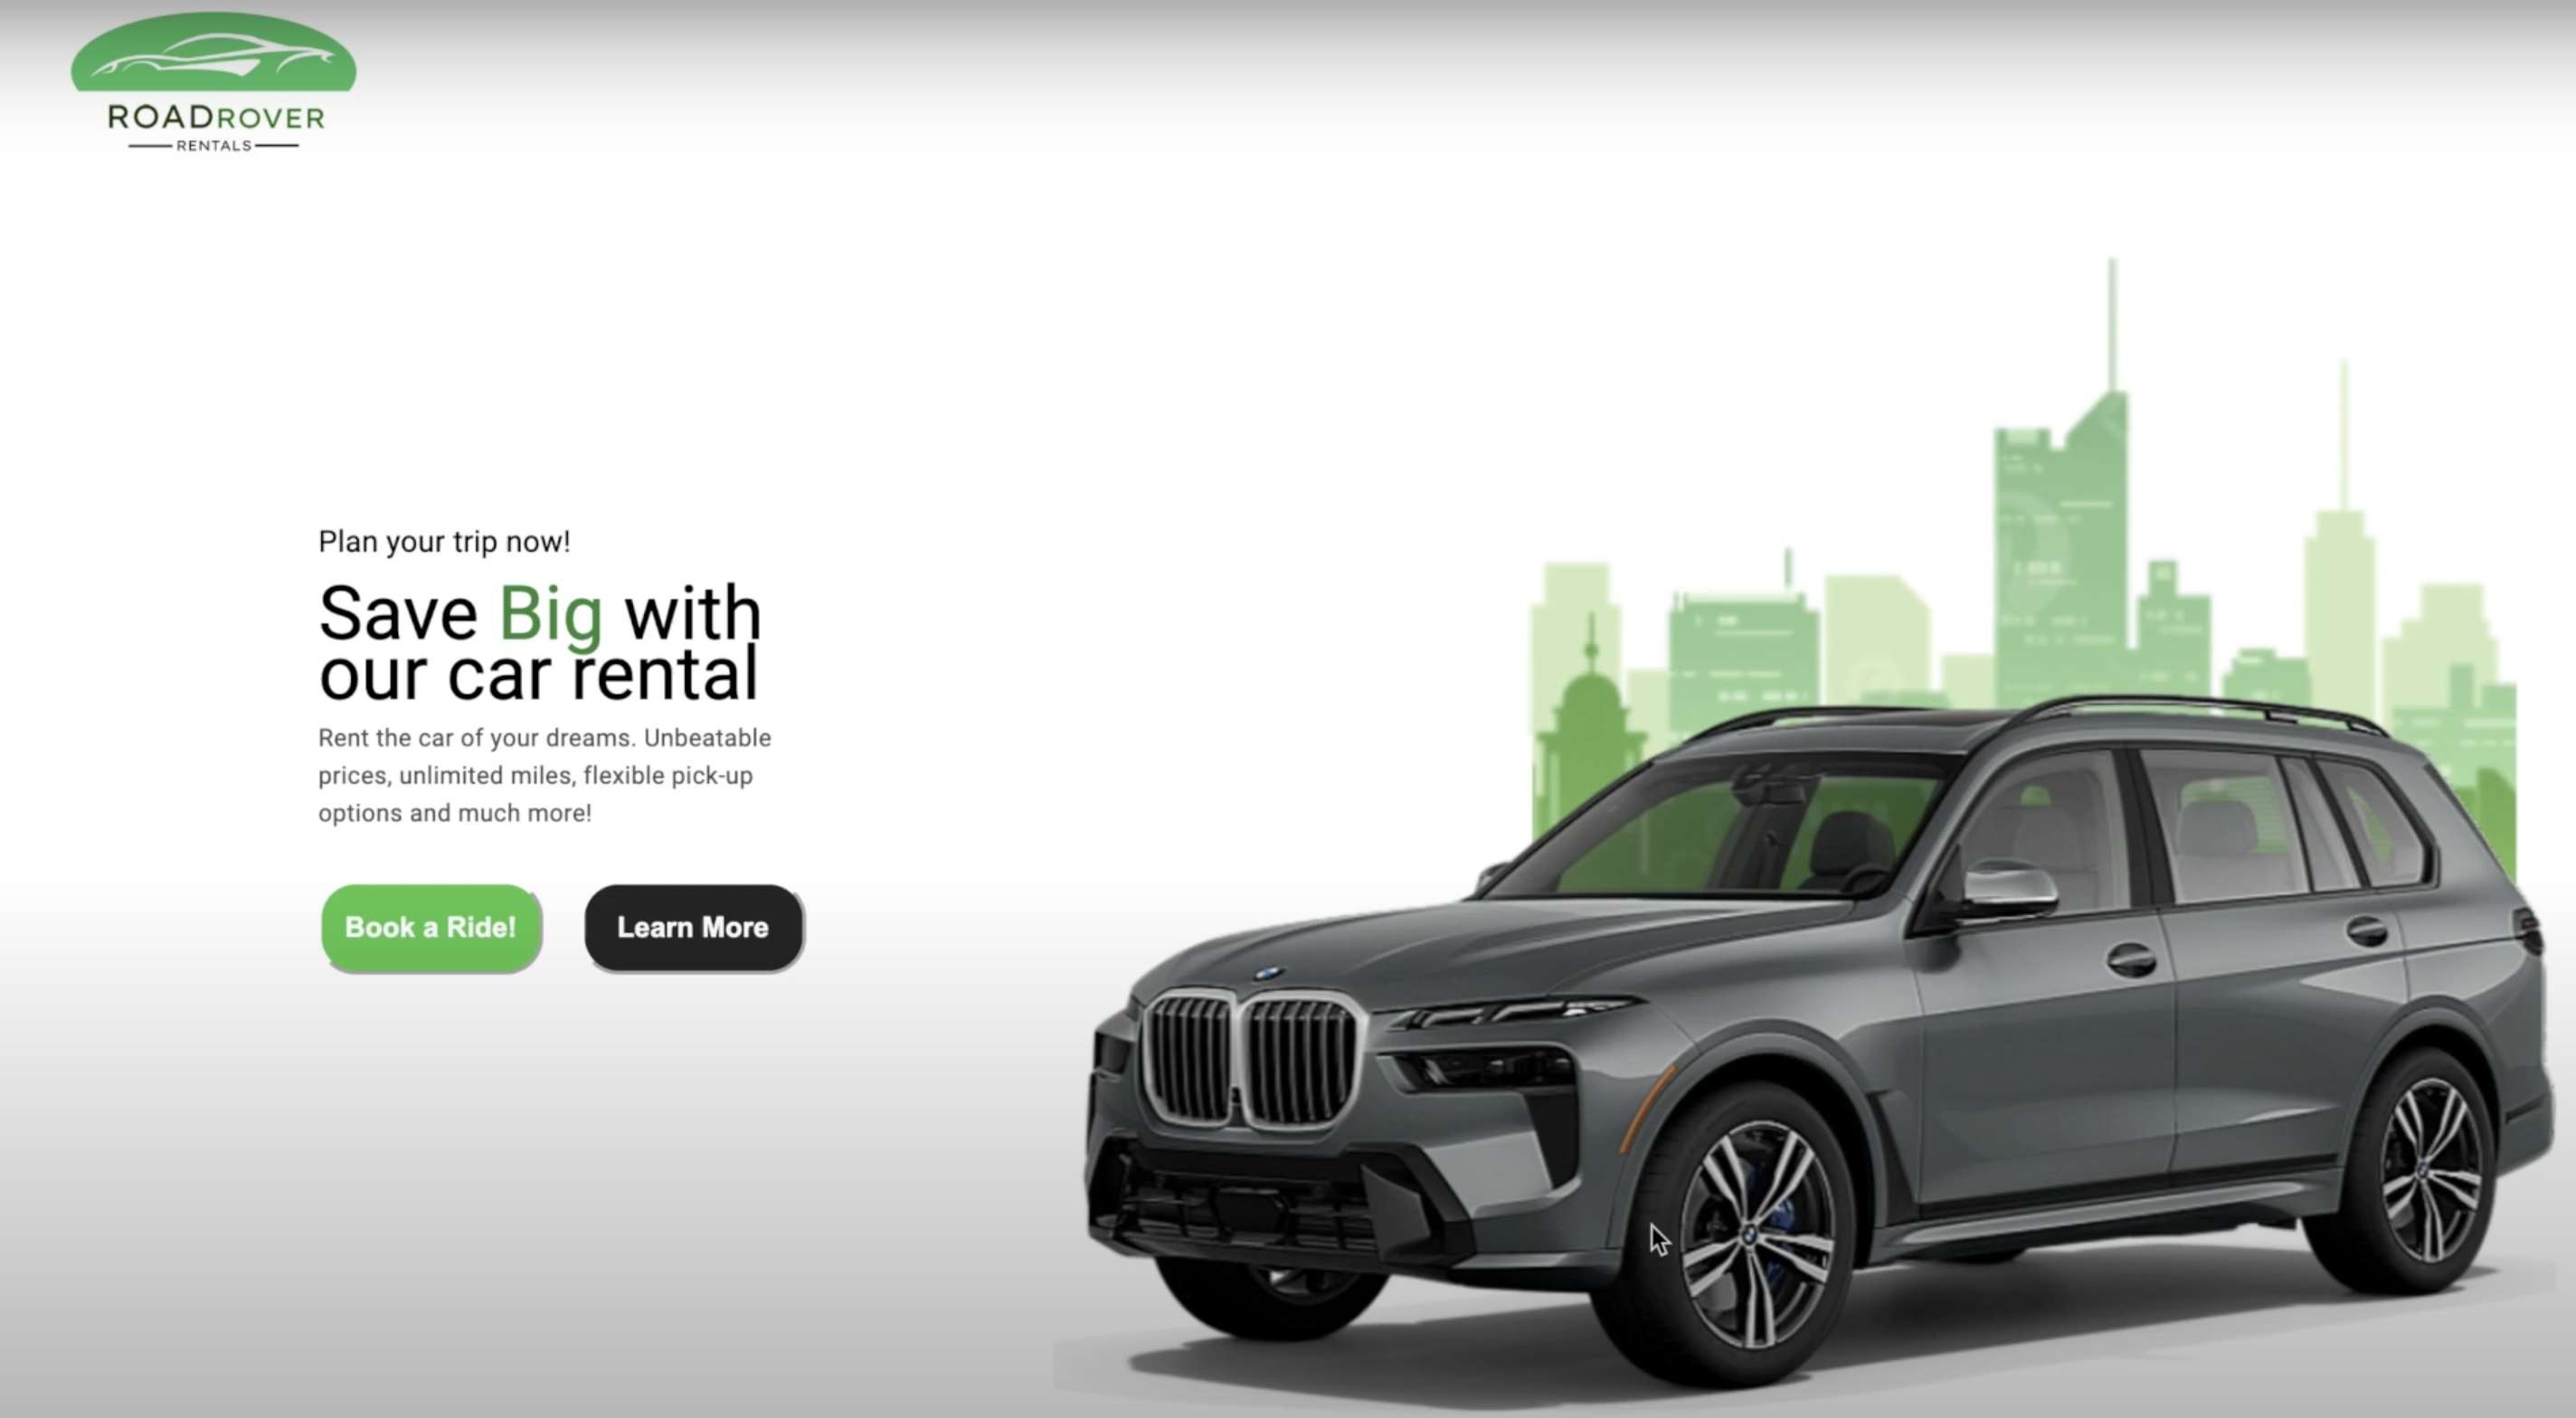 ROADROVER
RENTALS
Plan your trip now!
Save Big with
our car rental
Rent the car of your dreams. Unbeatable
prices, unlimited miles, flexible pick-up
options and much more!
Book a Ride!
Learn More